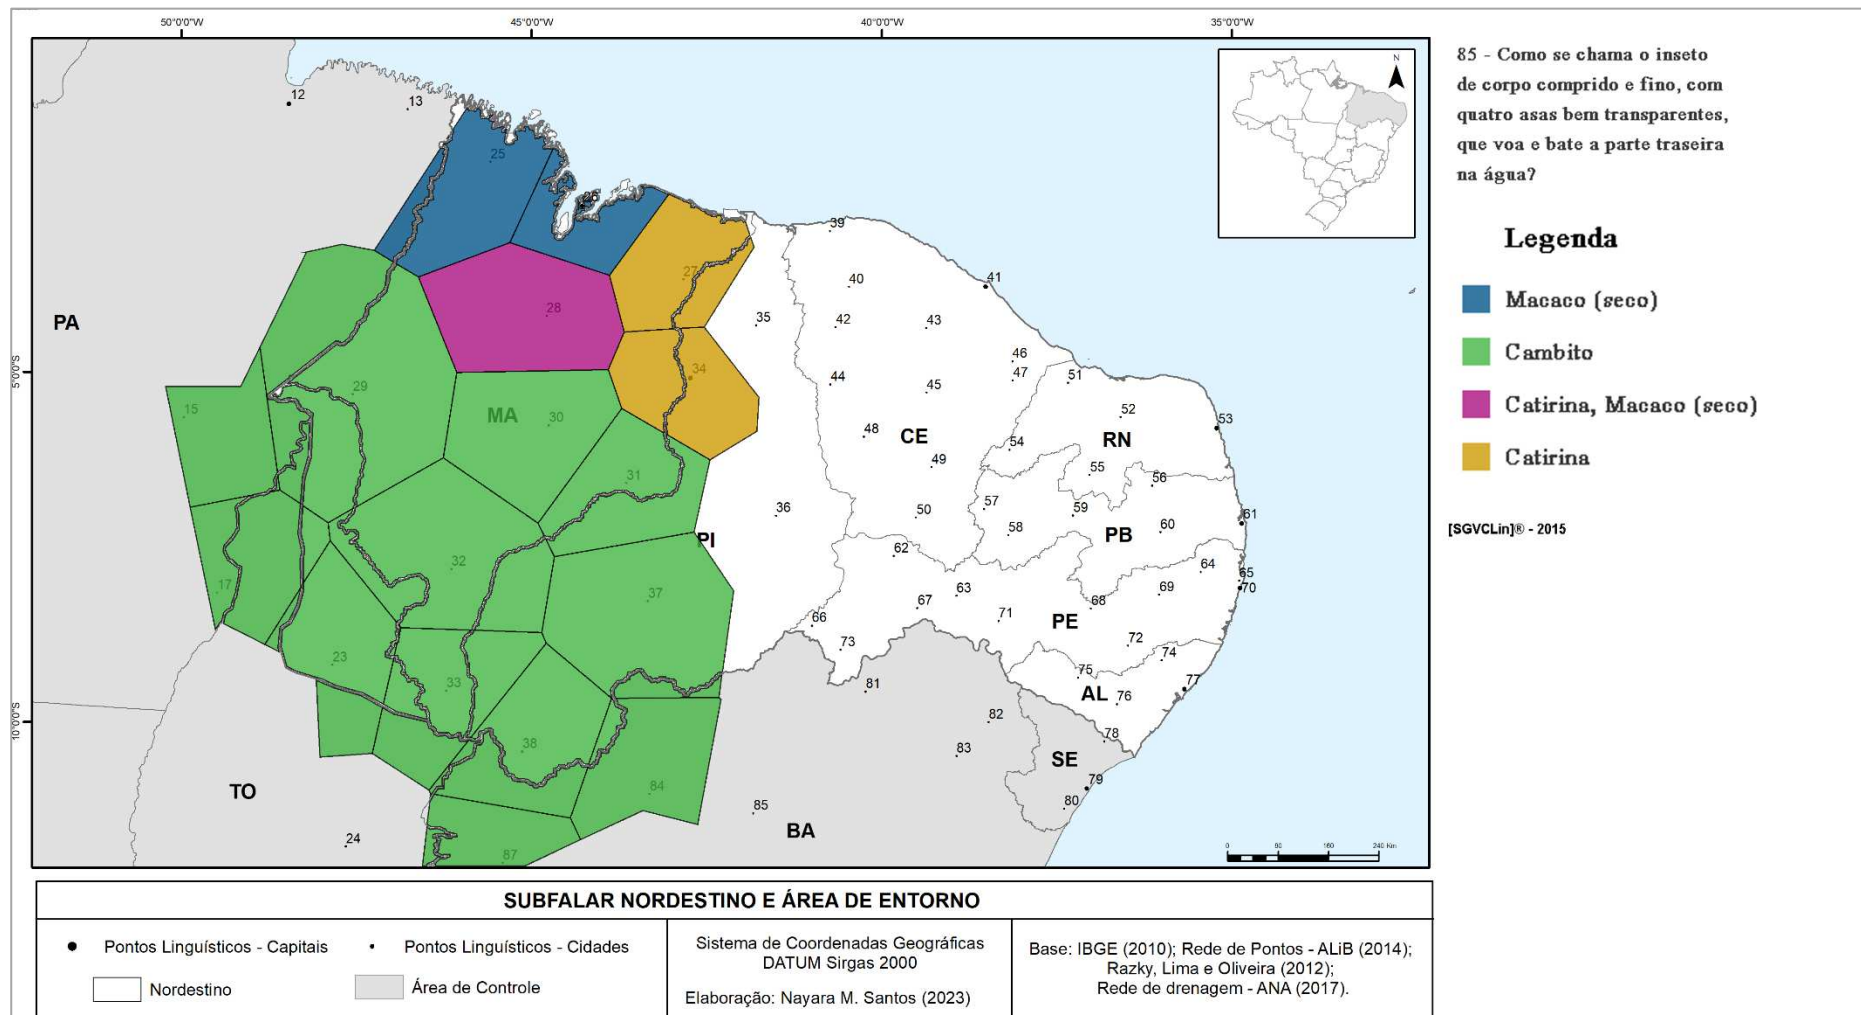 50°0'0"W 45°0'0"W 40°0'0"W 35°0'0"W
5°0'0"S
10°0'0"S
N
12
13
25
27
28
PA
15
29
MA
30
34
31
17
32
23
33
37
38
84
87
TO
24
85
BA
PI
35
36
39
40
41
42
43
44
45
46
47
CE
48
49
50
51
52
53
RN
54
55
56
57
58
59
PB
60
61
62
63
64
65
70
66
67
68
69
71
PE
72
73
74
75
AL
76
77
78
81
82
83
SE
79
80
0 80 160 240 Km
85 - Como se chama o inseto
de corpo comprido e fino, com
quatro asas bem transparentes,
que voa e bate a parte traseira
na água?
Legenda
Macaco (seco)
Cambito
Catirina, Macaco (seco)
Catirina
[SGVCLin]® - 2015
SUBFALAR NORDESTINO E ÁREA DE ENTORNO
Pontos Linguísticos - Capitais
Pontos Linguísticos - Cidades
Nordestino
Área de Controle
Sistema de Coordenadas Geográficas
DATUM Sirgas 2000
Elaboração: Nayara M. Santos (2023)
Base: IBGE (2010); Rede de Pontos - ALiB (2014);
Razky, Lima e Oliveira (2012);
Rede de drenagem - ANA (2017).